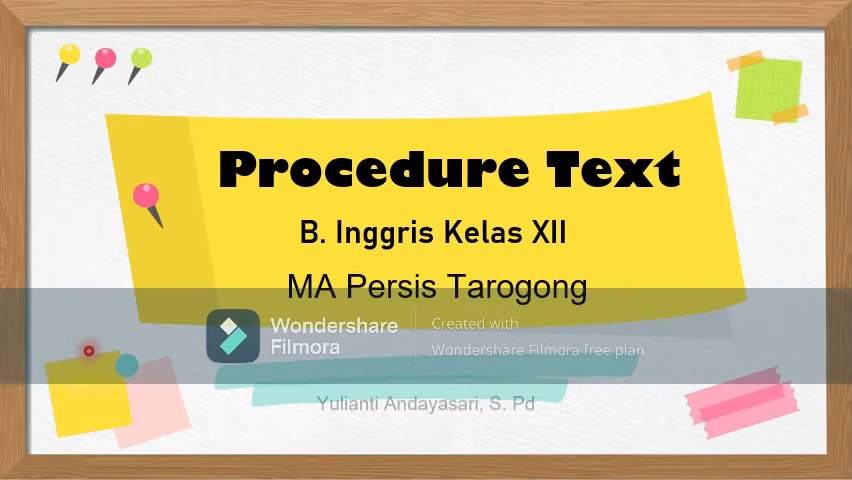 Procedure Text
B. Inggris Kelas XII
MA Persis Tarogong
Wondershare
Filmora
Created with
Wondershare Filmora free plan
Yulianti Andayasari, S. Pd